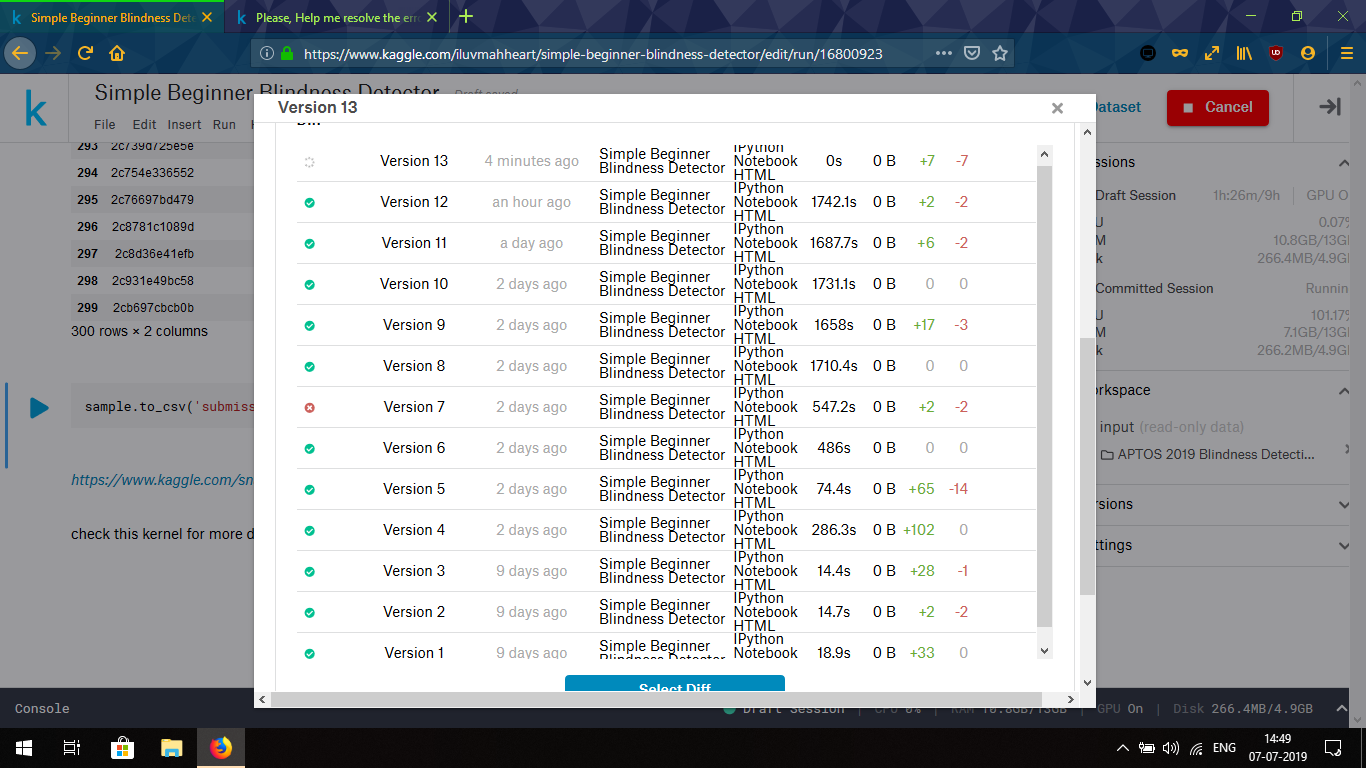 Simple Beginner Blindness Det
Please, Help me resolve the erro
https://www.kaggle.com/iluvmahheart/simple-beginner-blindness-detector/edit/run/16800923
k
Simple Beginner Blindness Detector Draft saved
File Edit Insert Run
Dataset
Cancel
Version 13
Diff
293 2c739d725e5e
294 2c754e336552
295 2c76697bd479
296 2c8781c1089d
297 2c8d36e41efb
298 2c931e49bc58
299 2cb697cbcb0b
300 rows × 2 columns
sample.to_csv('submiss
https://www.kaggle.com/sn
check this kernel for more d
Version 13 4 minutes ago Simple Beginner Blindness Detector IPython Notebook HTML 0s 0 B +7 -7
Version 12 an hour ago Simple Beginner Blindness Detector IPython Notebook HTML 1742.1s 0 B +2 -2
Version 11 a day ago Simple Beginner Blindness Detector IPython Notebook HTML 1687.7s 0 B +6 -2
Version 10 2 days ago Simple Beginner Blindness Detector IPython Notebook HTML 1731.1s 0 B 0 0
Version 9 2 days ago Simple Beginner Blindness Detector IPython Notebook HTML 1658s 0 B +17 -3
Version 8 2 days ago Simple Beginner Blindness Detector IPython Notebook HTML 1710.4s 0 B 0 0
Version 7 2 days ago Simple Beginner Blindness Detector IPython Notebook HTML 547.2s 0 B +2 -2
Version 6 2 days ago Simple Beginner Blindness Detector IPython Notebook HTML 486s 0 B 0 0
Version 5 2 days ago Simple Beginner Blindness Detector IPython Notebook HTML 74.4s 0 B +65 -14
Version 4 2 days ago Simple Beginner Blindness Detector IPython Notebook HTML 286.3s 0 B +102 0
Version 3 9 days ago Simple Beginner Blindness Detector IPython Notebook HTML 14.4s 0 B +28 -1
Version 2 9 days ago Simple Beginner Blindness Detector IPython Notebook HTML 14.7s 0 B +2 -2
Version 1 9 days ago Simple Beginner Blindness Detector IPython Notebook 18.9s 0 B +33 0
Select Diff
ssions
Draft Session 1h:26m/9h GPU O
U 0.07%
M 10.8GB/13G
k 266.4MB/4.9G
Committed Session Runnin
101.17%
M 7.1GB/13G
k 266.2MB/4.9G
rkspace
input (read-only data)
APTOS 2019 Blindness Detecti...
rsions
ttings
Console
Draft Session CPU 0% RAM 10.8GB/13GB GPU On Disk 266.4MB/4.9GB
ENG
14:49
07-07-2019